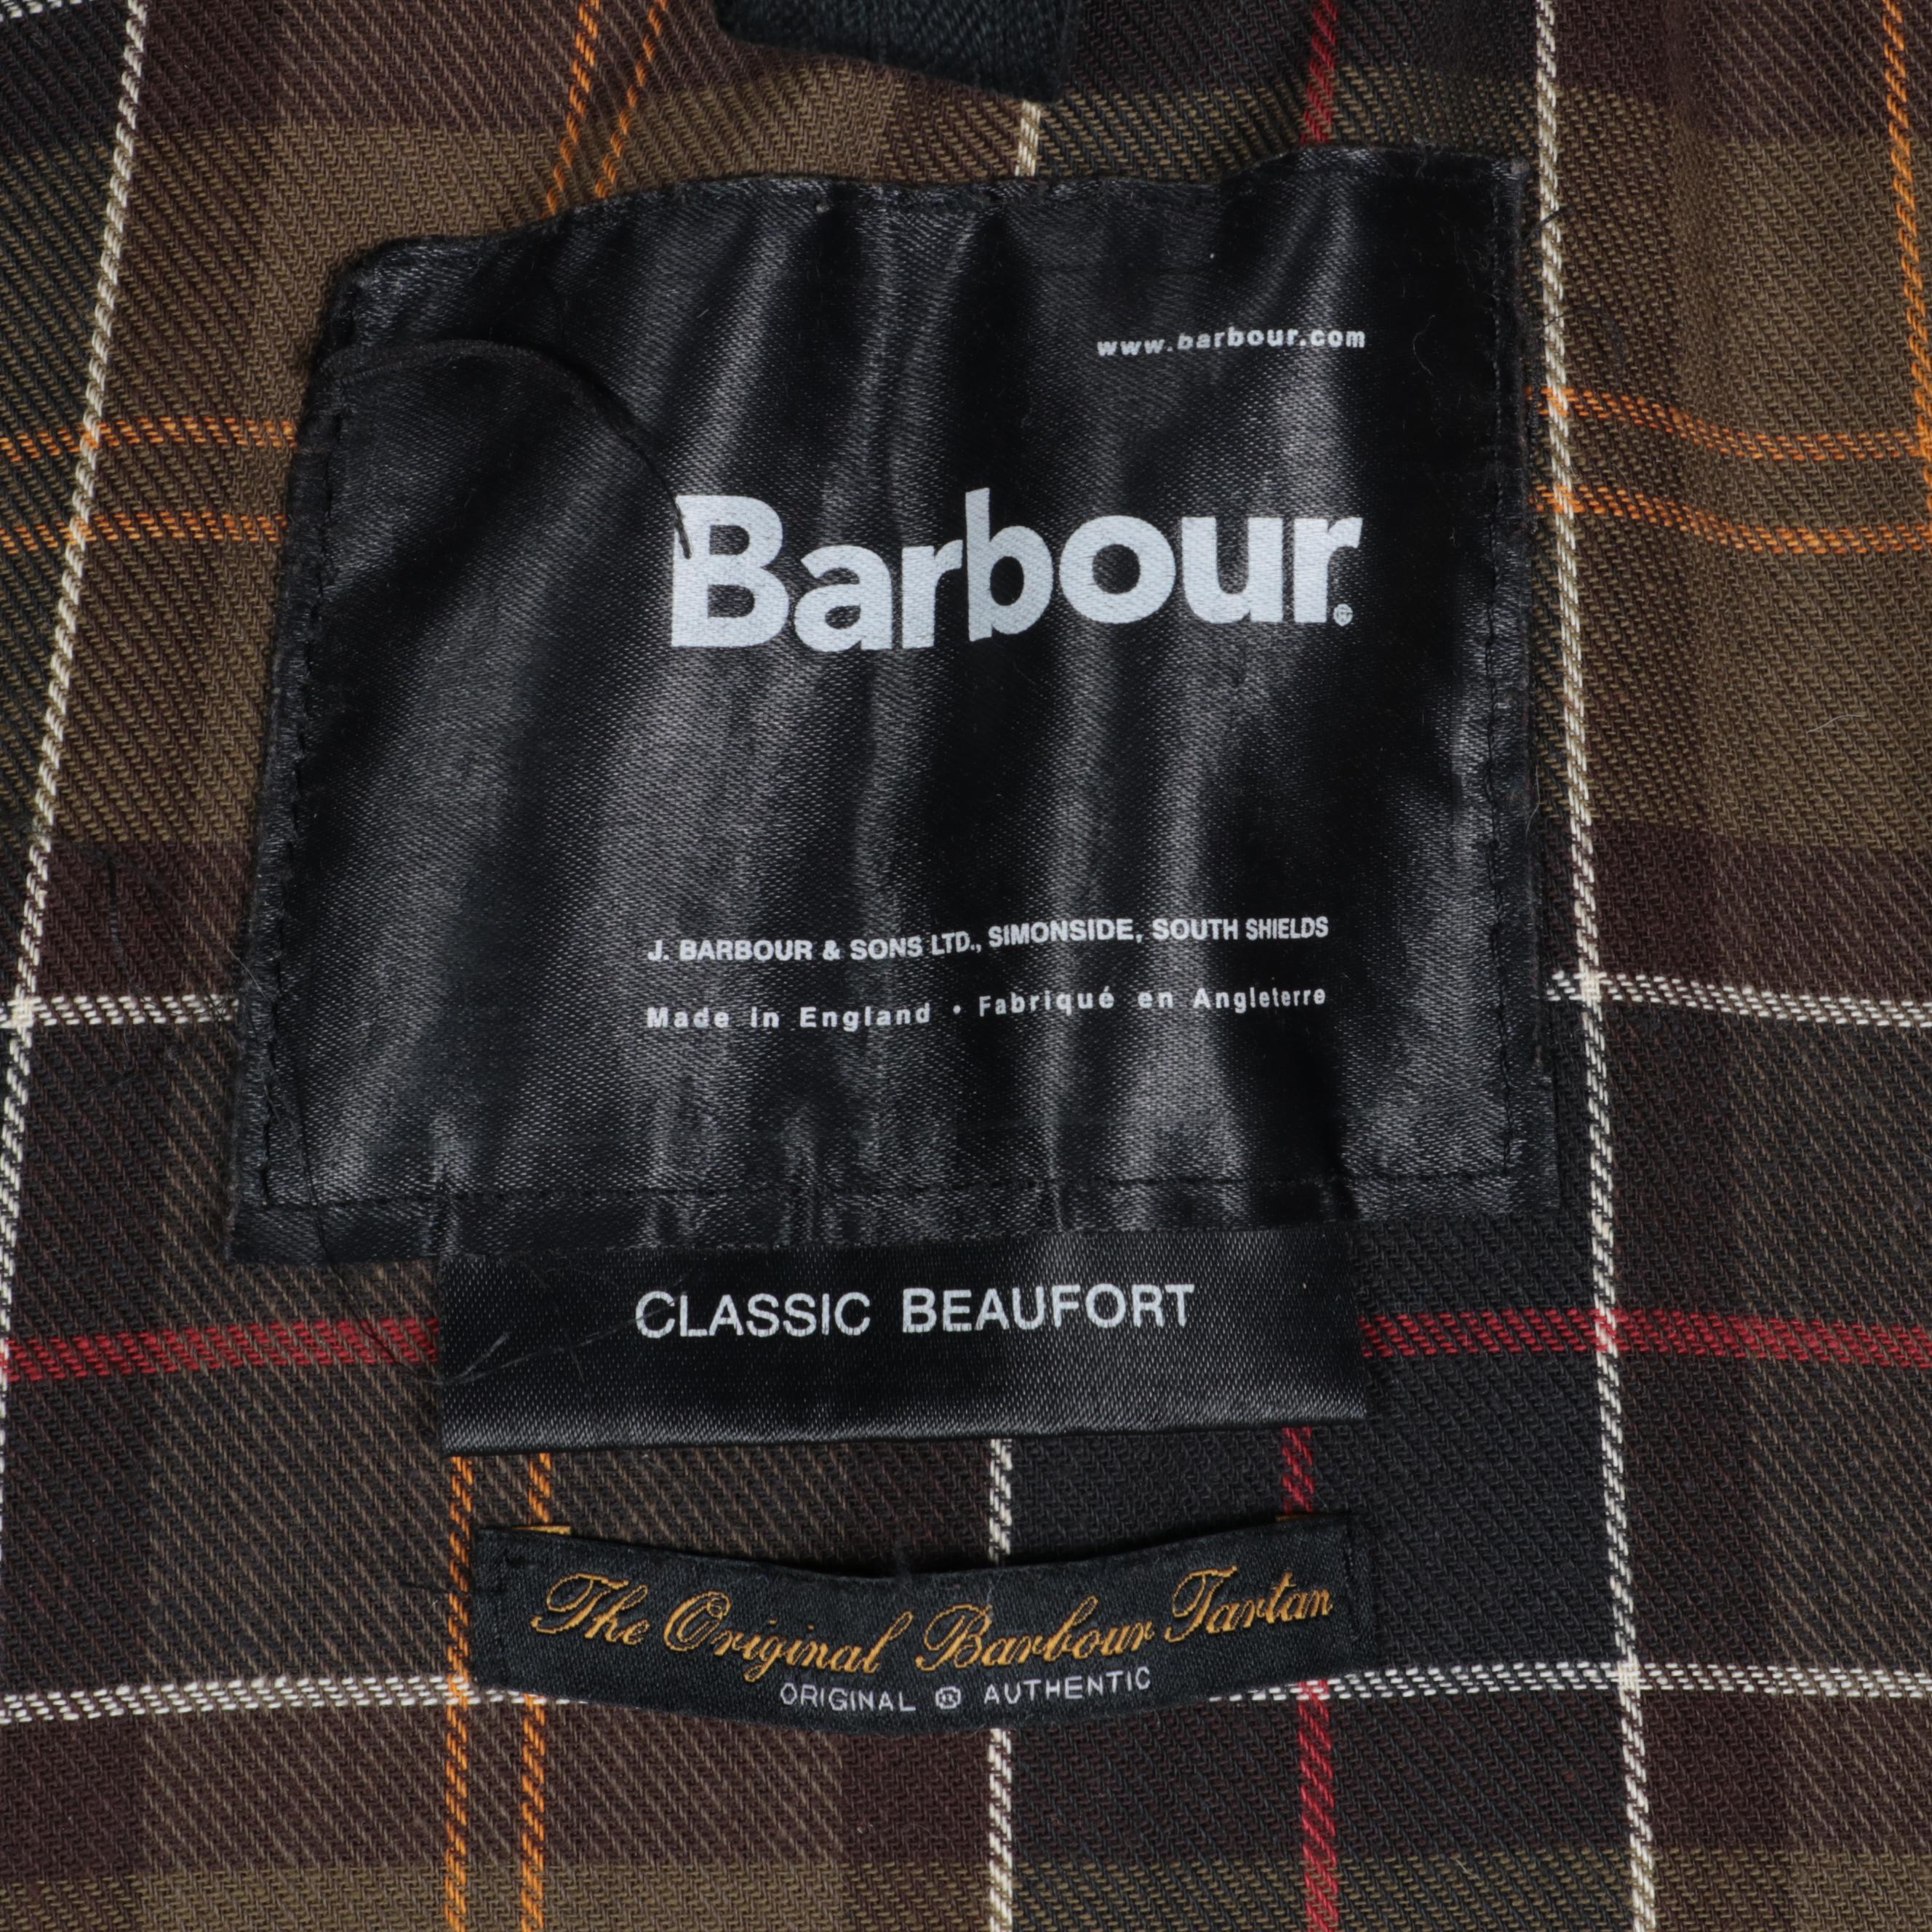 www.barbour.com
Barbour®
J. BARBOUR & SONS LTD., SIMONSIDE, SOUTH SHIELDS
Made in England • Fabriqué en Angleterre
CLASSIC BEAUFORT
The Original Barbour Tartan
ORIGINAL ® AUTHENTIC